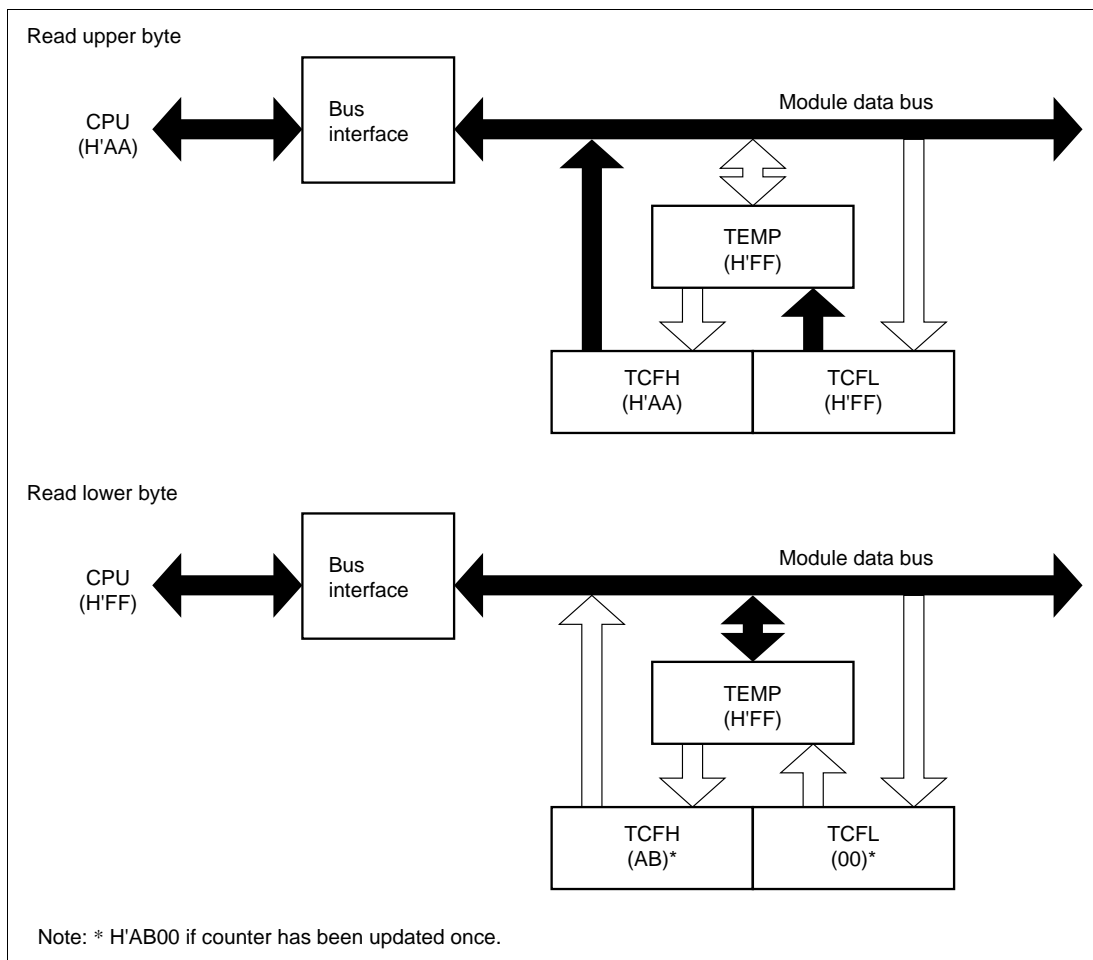 Read upper byte
CPU
(H'AA)
Bus
interface
Module data bus
TEMP
(H'FF)
TCFH
(H'AA)
TCFL
(H'FF)
Read lower byte
CPU
(H'FF)
Bus
interface
Module data bus
TEMP
(H'FF)
TCFH
(AB)*
TCFL
(00)*
Note: * H'AB00 if counter has been updated once.